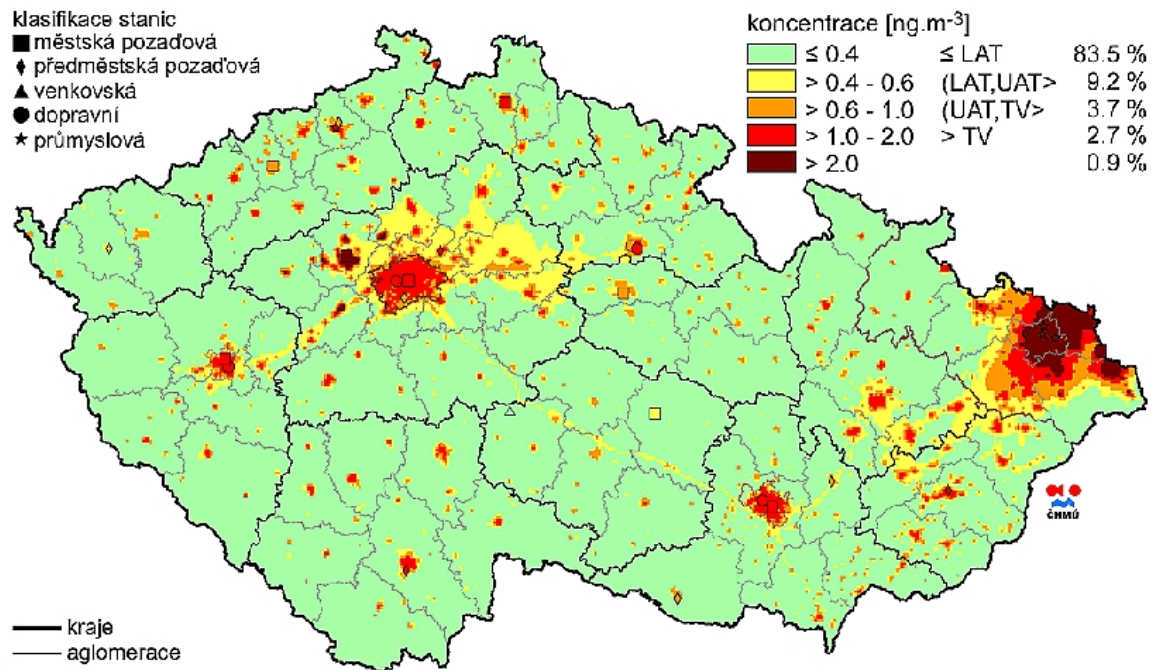 klasifikace stanic
městská pozaďová
předměstská pozaďová
venkovská
dopravní
průmyslová
koncentrace [ng.m-3]
≤ 0.4 ≤ LAT 83.5 %
> 0.4 - 0.6 (LAT,UAT> 9.2 %
> 0.6 - 1.0 (UAT,TV> 3.7 %
> 1.0 - 2.0 > TV 2.7 %
> 2.0 0.9 %
ČHMÚ
kraje
aglomerace